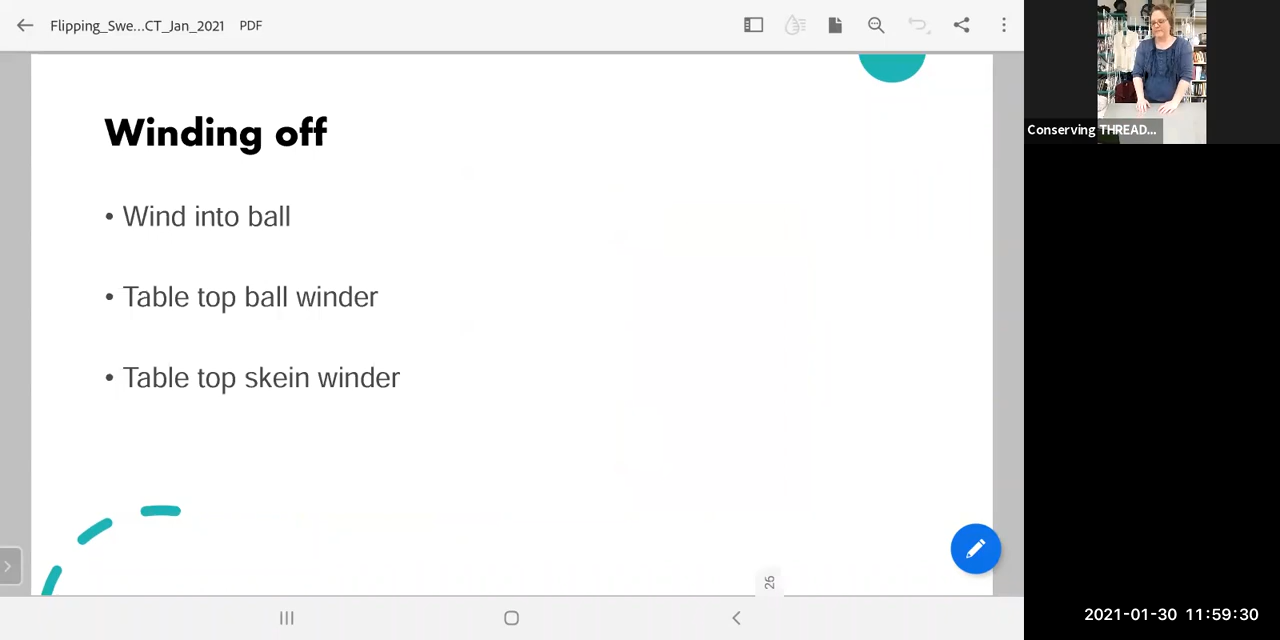 Flipping_Swe...CT_Jan_2021 PDF
Winding off
• Wind into ball
• Table top ball winder
• Table top skein winder
26
Conserving THREAD...
2021-01-30 11:59:30